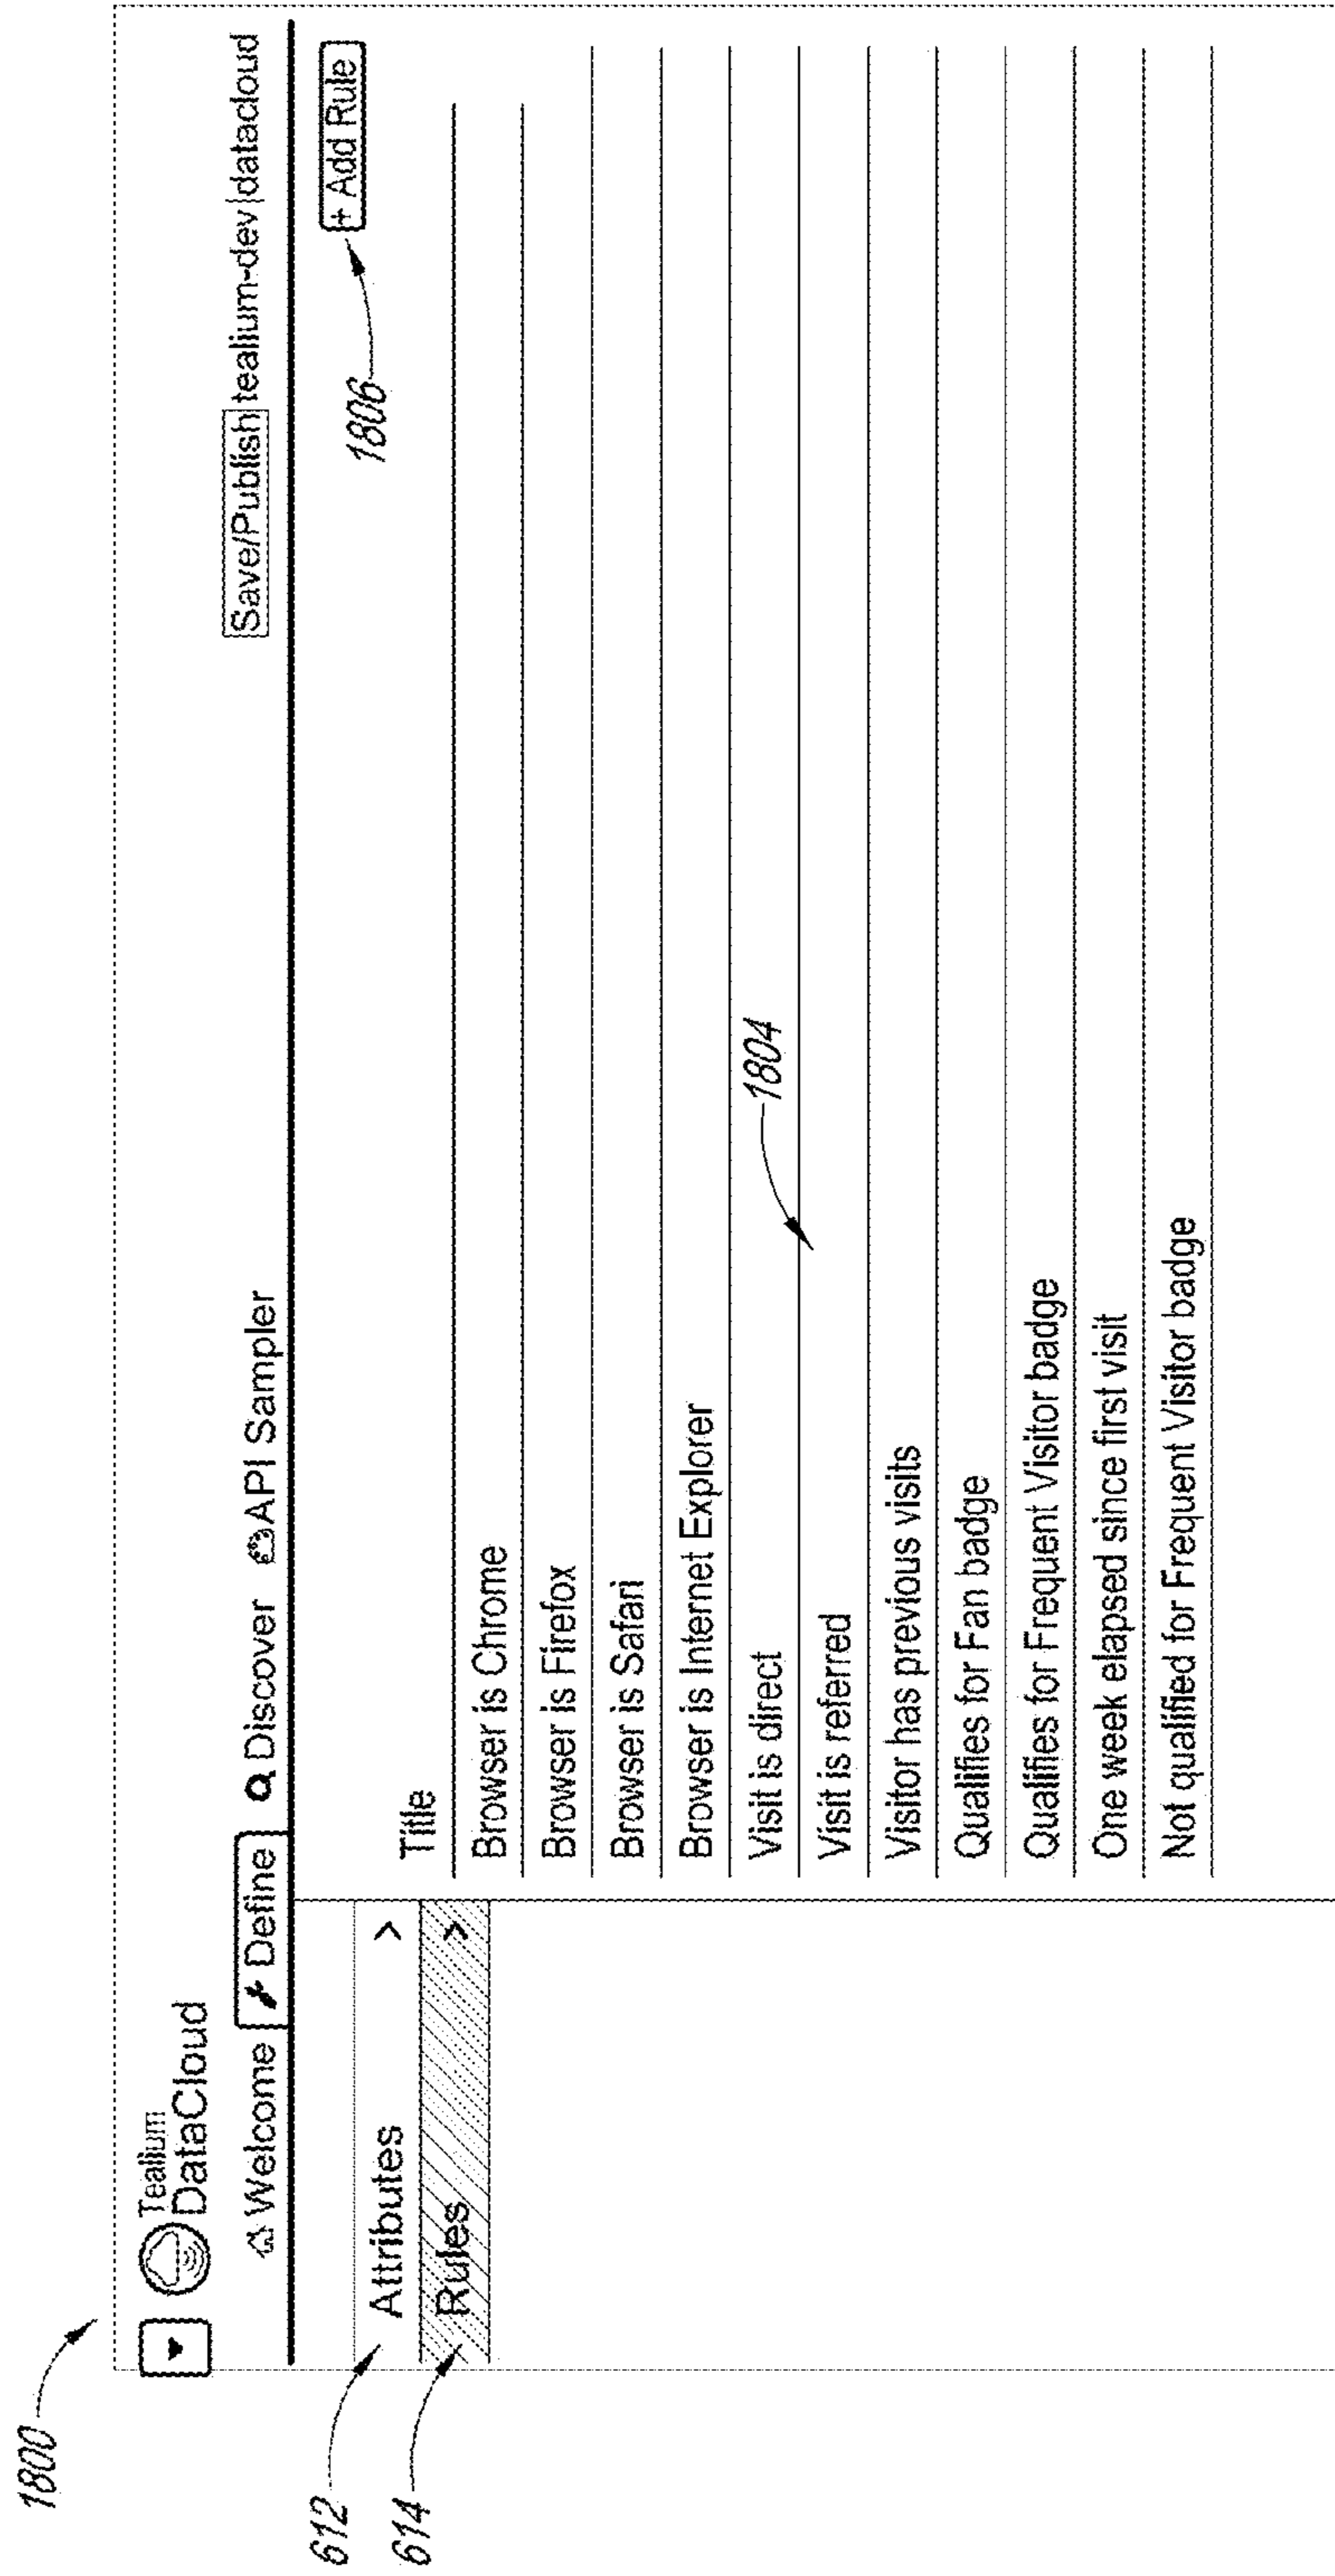 1800
Tealium
DataCloud
Welcome Define Discover API Sampler Save/Publish tealium-dev|datacloud
612
614
Attributes >
Rules >
+ Add Rule
1806
Title
Browser is Chrome
Browser is Firefox
Browser is Safari
Browser is Internet Explorer
Visit is direct
1804
Visit is referred
Visitor has previous visits
Qualifies for Fan badge
Qualifies for Frequent Visitor badge
One week elapsed since first visit
Not qualified for Frequent Visitor badge